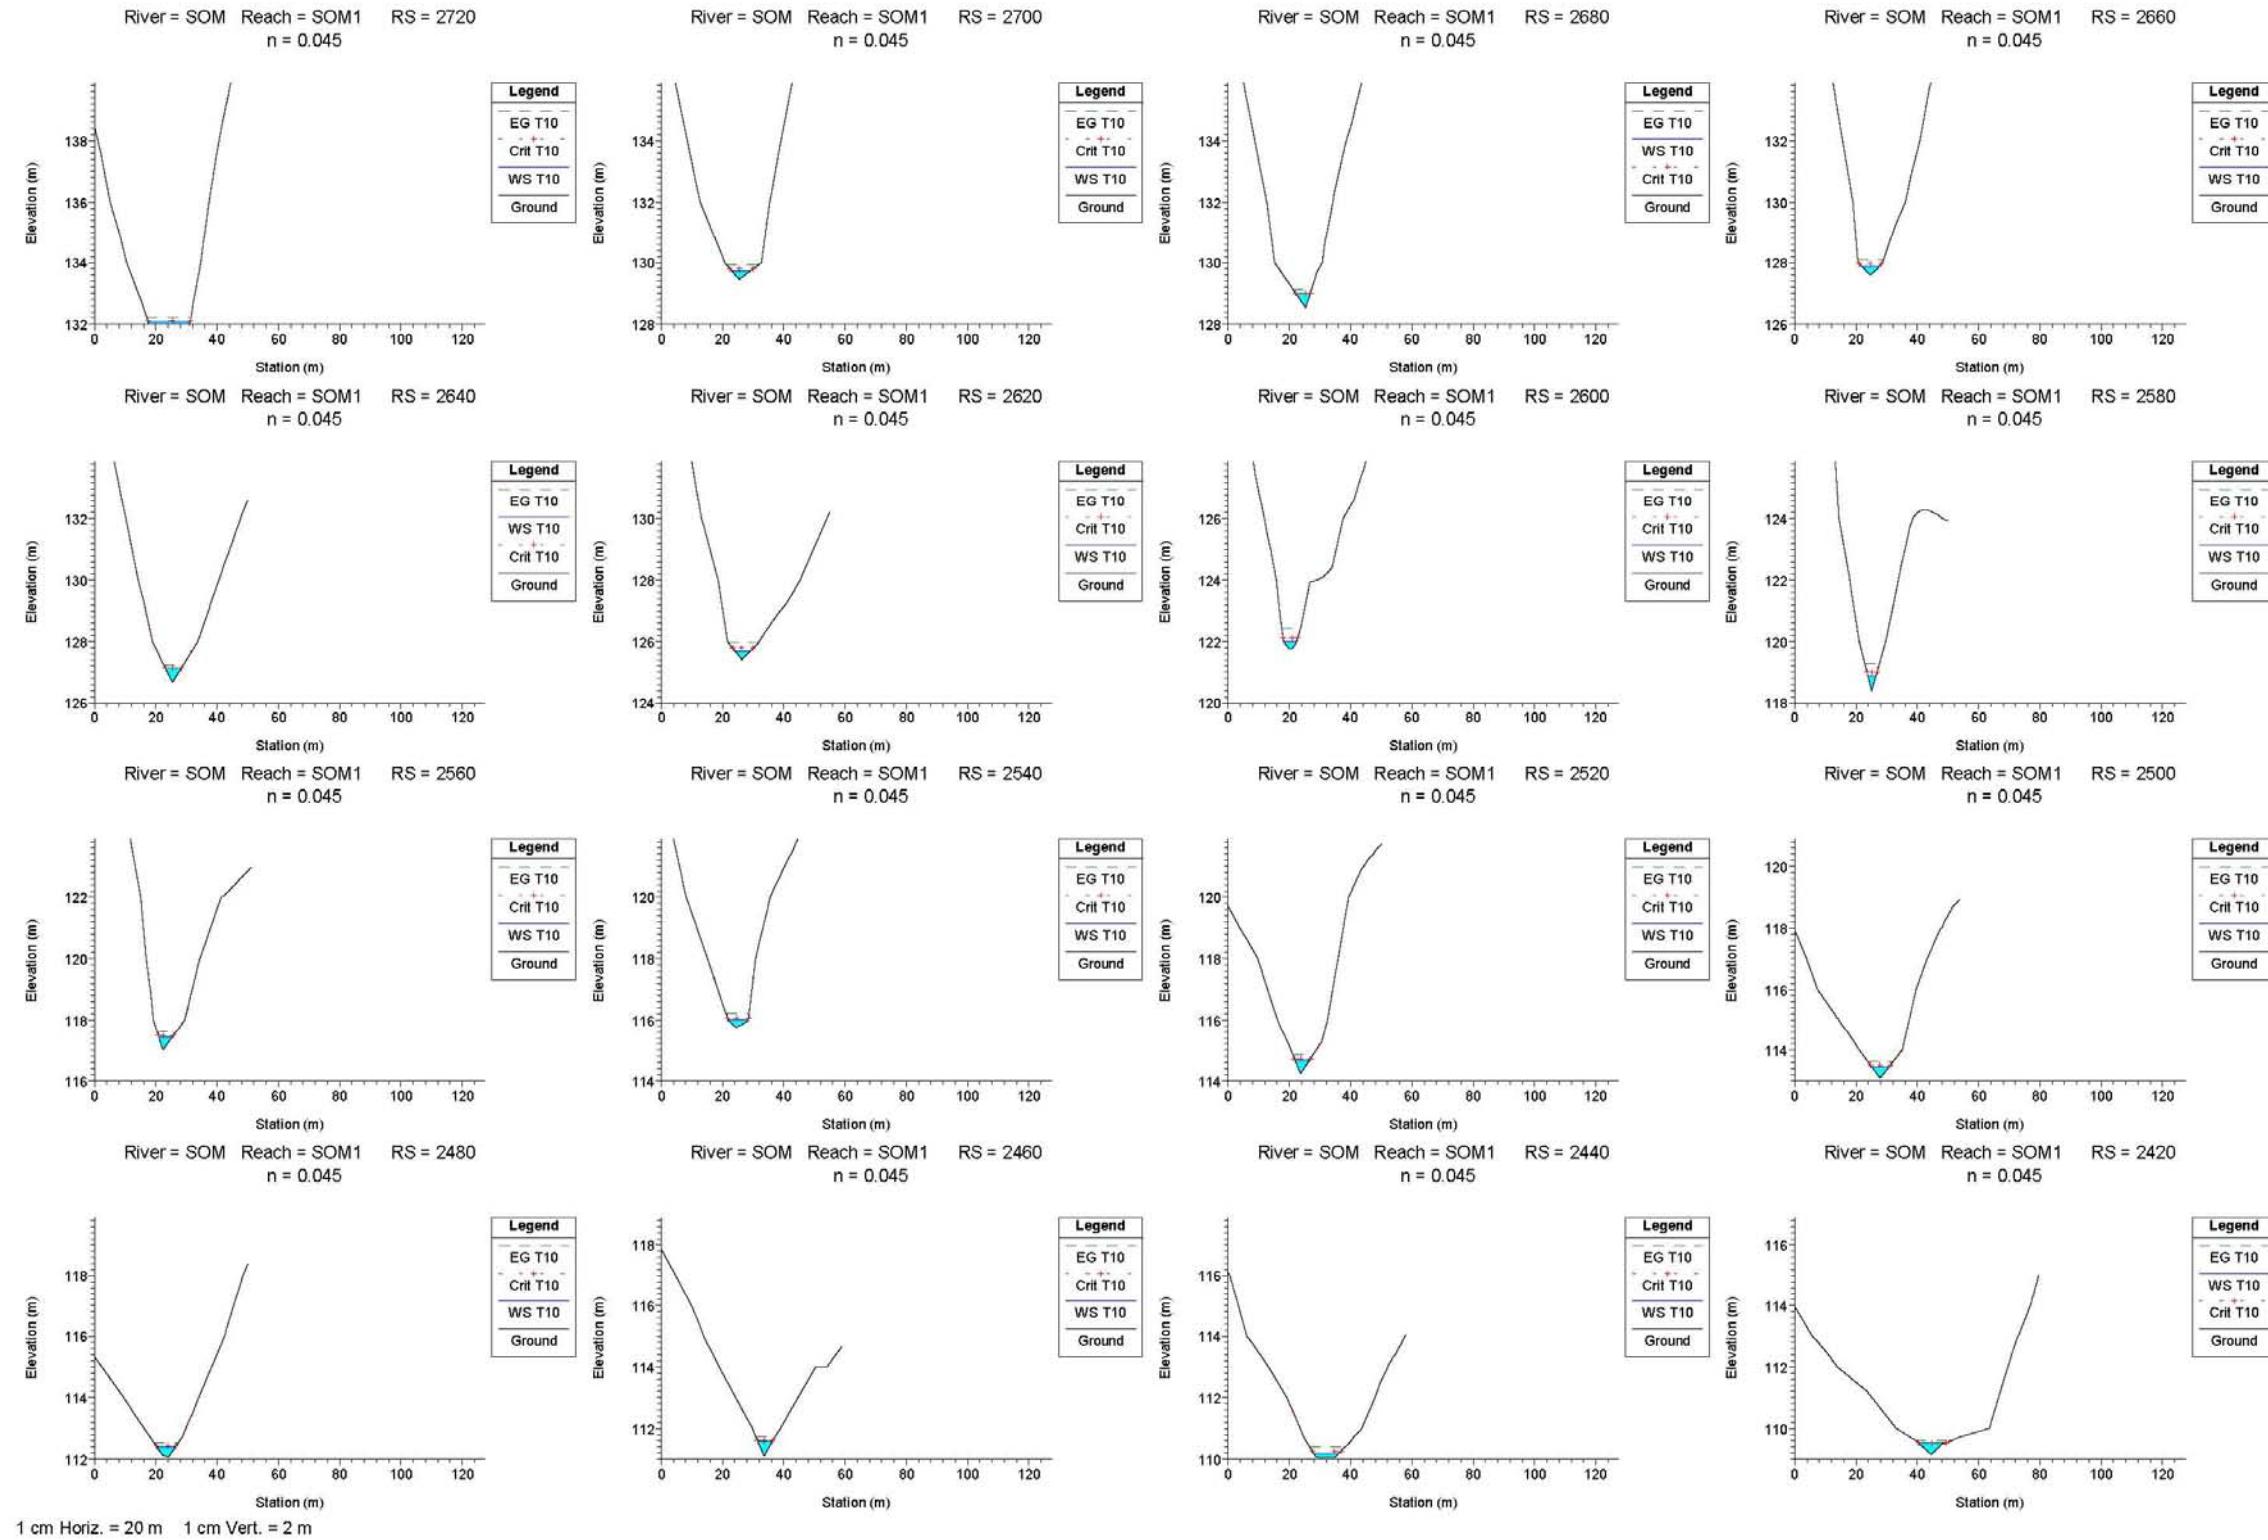 River = SOM Reach = SOM1 RS = 2720
n = 0.045
Legend
EG T10
Crit T10
WS T10
Ground
138
136
134
132
Elevation (m)
0 20 40 60 80 100 120
Station (m)
River = SOM Reach = SOM1 RS = 2700
n = 0.045
Legend
EG T10
Crit T10
WS T10
Ground
134
132
130
128
Elevation (m)
0 20 40 60 80 100 120
Station (m)
River = SOM Reach = SOM1 RS = 2680
n = 0.045
Legend
EG T10
WS T10
Crit T10
Ground
134
132
130
128
Elevation (m)
0 20 40 60 80 100 120
Station (m)
River = SOM Reach = SOM1 RS = 2660
n = 0.045
Legend
EG T10
Crit T10
WS T10
Ground
132
130
128
126
Elevation (m)
0 20 40 60 80 100 120
Station (m)
River = SOM Reach = SOM1 RS = 2640
n = 0.045
Legend
EG T10
WS T10
Crit T10
Ground
132
130
128
126
Elevation (m)
0 20 40 60 80 100 120
Station (m)
River = SOM Reach = SOM1 RS = 2620
n = 0.045
Legend
EG T10
Crit T10
WS T10
Ground
130
128
126
124
Elevation (m)
0 20 40 60 80 100 120
Station (m)
River = SOM Reach = SOM1 RS = 2600
n = 0.045
Legend
EG T10
Crit T10
WS T10
Ground
126
124
122
120
Elevation (m)
0 20 40 60 80 100 120
Station (m)
River = SOM Reach = SOM1 RS = 2580
n = 0.045
Legend
EG T10
Crit T10
WS T10
Ground
124
122
120
118
Elevation (m)
0 20 40 60 80 100 120
Station (m)
River = SOM Reach = SOM1 RS = 2560
n = 0.045
Legend
EG T10
Crit T10
WS T10
Ground
122
120
118
116
Elevation (m)
0 20 40 60 80 100 120
Station (m)
River = SOM Reach = SOM1 RS = 2540
n = 0.045
Legend
EG T10
Crit T10
WS T10
Ground
120
118
116
114
Elevation (m)
0 20 40 60 80 100 120
Station (m)
River = SOM Reach = SOM1 RS = 2520
n = 0.045
Legend
EG T10
Crit T10
WS T10
Ground
120
118
116
114
Elevation (m)
0 20 40 60 80 100 120
Station (m)
River = SOM Reach = SOM1 RS = 2500
n = 0.045
Legend
EG T10
Crit T10
WS T10
Ground
120
118
116
114
Elevation (m)
0 20 40 60 80 100 120
Station (m)
River = SOM Reach = SOM1 RS = 2480
n = 0.045
Legend
EG T10
Crit T10
WS T10
Ground
118
116
114
112
Elevation (m)
0 20 40 60 80 100 120
Station (m)
River = SOM Reach = SOM1 RS = 2460
n = 0.045
Legend
EG T10
Crit T10
WS T10
Ground
118
116
114
112
Elevation (m)
0 20 40 60 80 100 120
Station (m)
River = SOM Reach = SOM1 RS = 2440
n = 0.045
Legend
EG T10
Crit T10
WS T10
Ground
116
114
112
110
Elevation (m)
0 20 40 60 80 100 120
Station (m)
River = SOM Reach = SOM1 RS = 2420
n = 0.045
Legend
EG T10
WS T10
Crit T10
Ground
116
114
112
110
Elevation (m)
0 20 40 60 80 100 120
Station (m)
1 cm Horiz. = 20 m 1 cm Vert. = 2 m